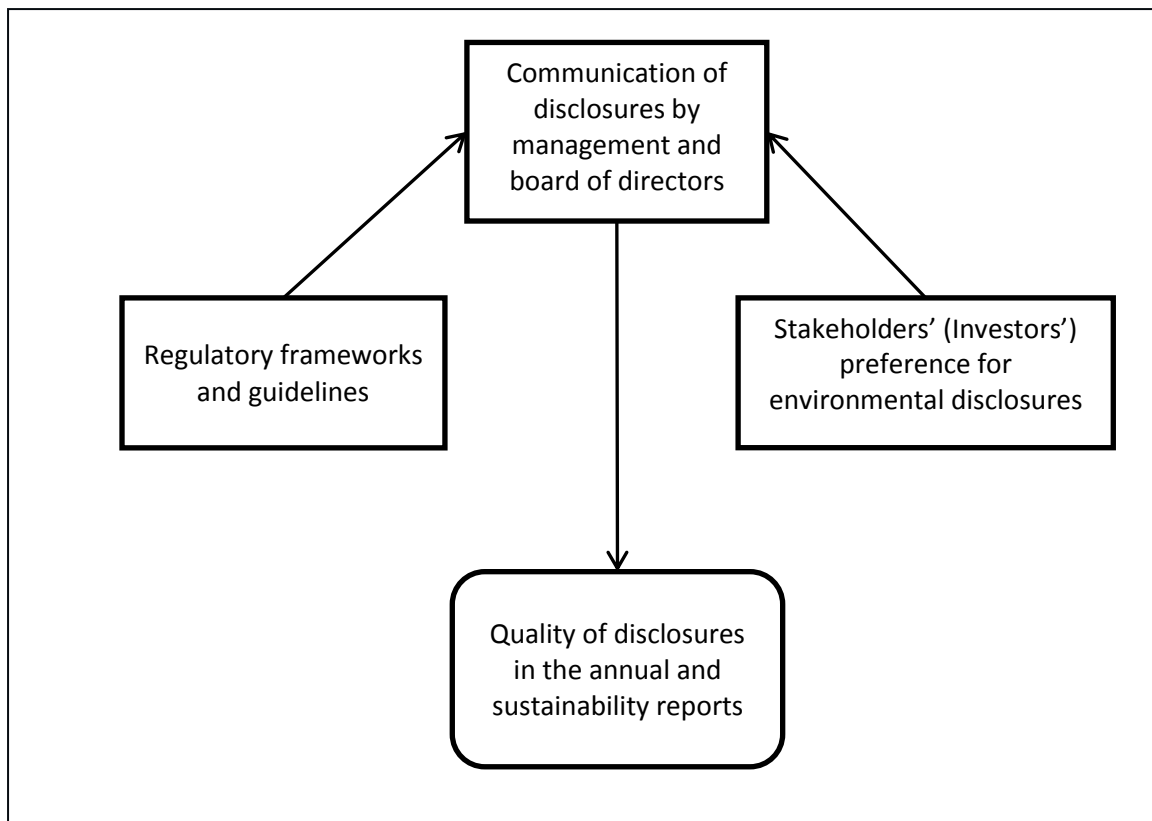 Communication of
disclosures by
management and
board of directors
Regulatory frameworks
and guidelines
Stakeholders’ (Investors’)
preference for
environmental disclosures
Quality of disclosures
in the annual and
sustainability reports